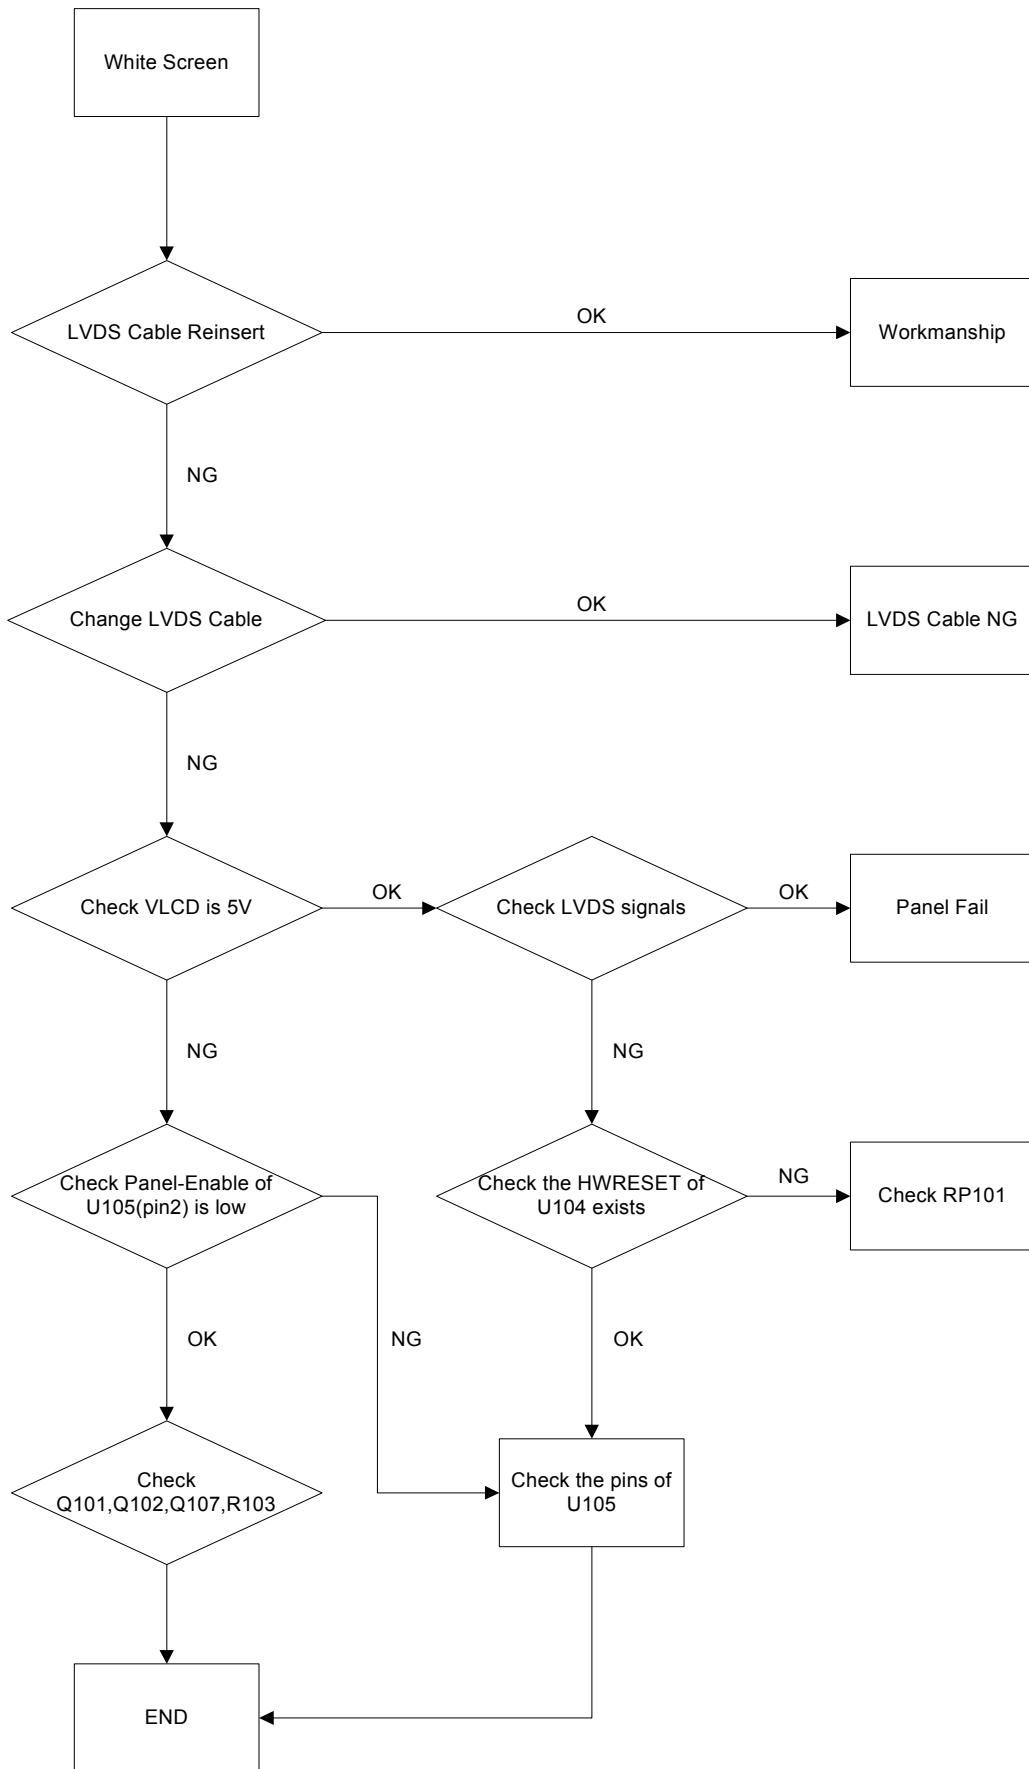 White Screen
LVDS Cable Reinsert
OK
Workmanship
NG
Change LVDS Cable
OK
LVDS Cable NG
NG
Check VLCD is 5V
OK
Check LVDS signals
OK
Panel Fail
NG
NG
Check Panel-Enable of
U105(pin2) is low
Check the HWRESET of
U104 exists
NG
Check RP101
OK
NG
OK
Check
Q101,Q102,Q107,R103
Check the pins of
U105
END